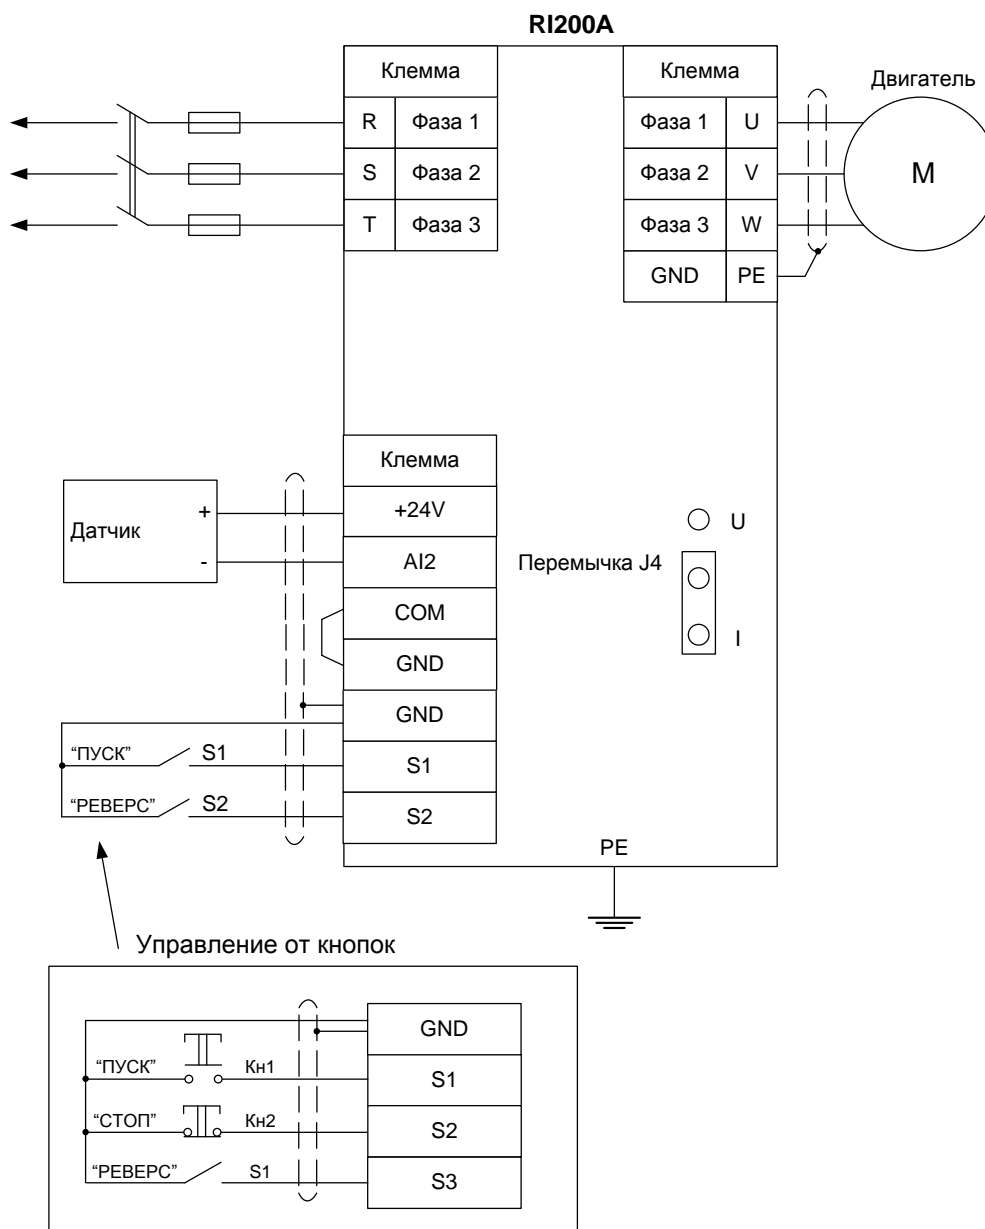 RI200A
Клемма
R Фаза 1
S Фаза 2
T Фаза 3
Клемма
Фаза 1 U
Фаза 2 V
Фаза 3 W
GND PE
Двигатель
M
Клемма
+24V
AI2
COM
GND
GND
S1
S2
Датчик
+
-
Перемычка J4
U
I
“ПУСК” S1
“РЕВЕРС” S2
PE
Управление от кнопок
GND
“ПУСК” Кн1 S1
“СТОП” Кн2 S2
“РЕВЕРС” S1 S3